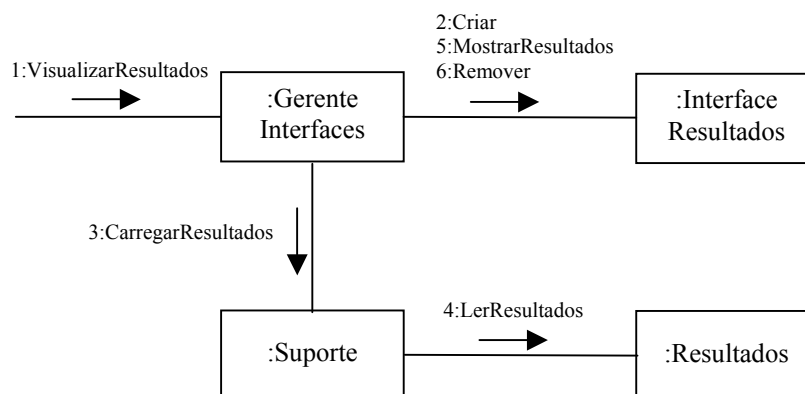 2:Criar
5:MostrarResultados
6:Remover
1:VisualizarResultados
:Gerente
Interfaces
:Interface
Resultados
3:CarregarResultados
4:LerResultados
:Suporte
:Resultados